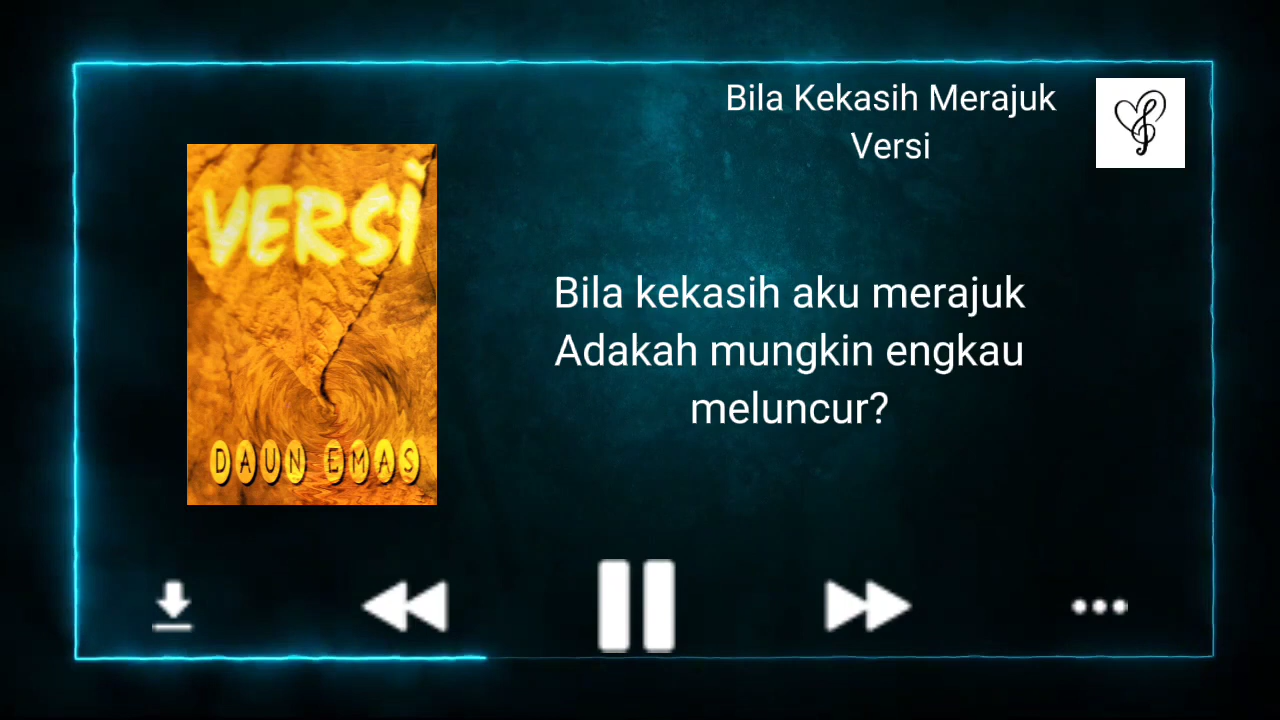 Bila Kekasih Merajuk
Versi
VERSI
DAUN EMAS
Bila kekasih aku merajuk
Adakah mungkin engkau
meluncur?